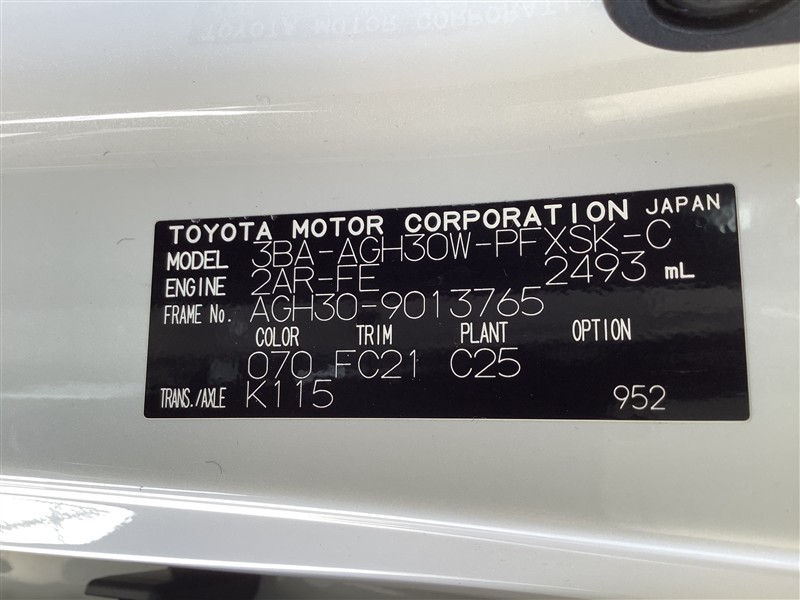 TOYOTA MOTOR CORPORATION JAPAN
MODEL 3BA-AGH30W-PFXSK-C
ENGINE 2AR-FE 2493 mL
FRAME No. AGH30-9013765
COLOR TRIM PLANT OPTION
070 FC21 C25
TRANS./AXLE K115 952